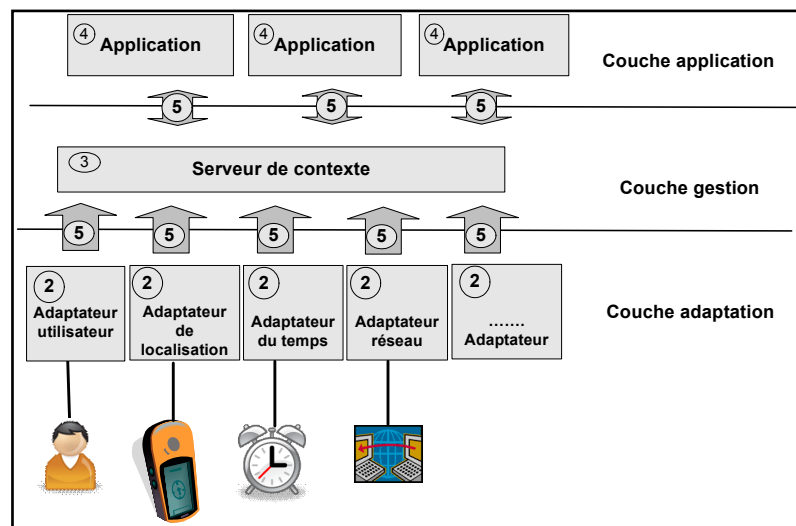 4 Application 4 Application 4 Application
Couche application
5 5 5
3 Serveur de contexte
Couche gestion
5 5 5 5 5
2 Adaptateur utilisateur
2 Adaptateur de localisation
2 Adaptateur du temps
2 Adaptateur réseau
2 ....... Adaptateur
Couche adaptation